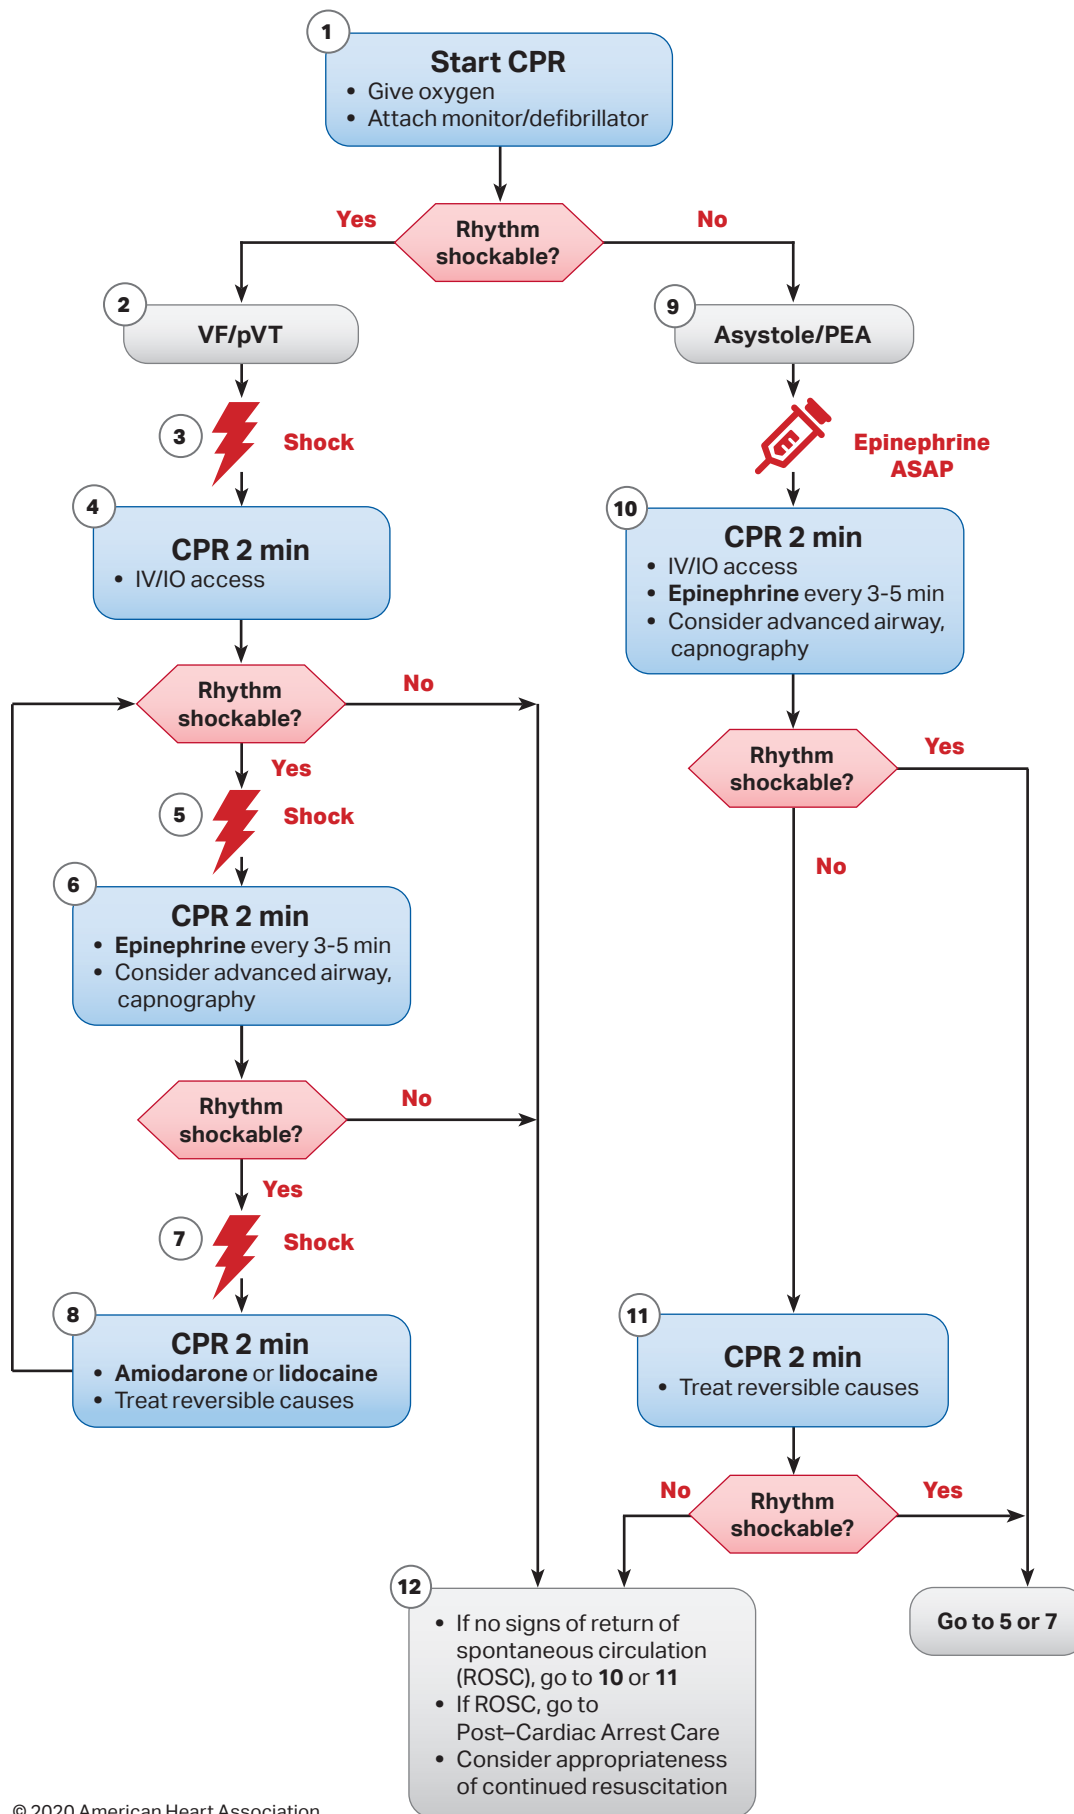 1
Start CPR
• Give oxygen
• Attach monitor/defibrillator
Rhythm
shockable?
Yes
No
2
VF/pVT
9
Asystole/PEA
3
Shock
Epinephrine
ASAP
4
CPR 2 min
• IV/IO access
10
CPR 2 min
• IV/IO access
• Epinephrine every 3-5 min
• Consider advanced airway,
capnography
Rhythm
shockable?
No
Yes
Rhythm
shockable?
Yes
No
5
Shock
6
CPR 2 min
• Epinephrine every 3-5 min
• Consider advanced airway,
capnography
Rhythm
shockable?
No
Yes
7
Shock
8
CPR 2 min
• Amiodarone or lidocaine
• Treat reversible causes
11
CPR 2 min
• Treat reversible causes
Rhythm
shockable?
No
Yes
12
• If no signs of return of
spontaneous circulation
(ROSC), go to 10 or 11
• If ROSC, go to
Post–Cardiac Arrest Care
• Consider appropriateness
of continued resuscitation
Go to 5 or 7
© 2020 American Heart Association